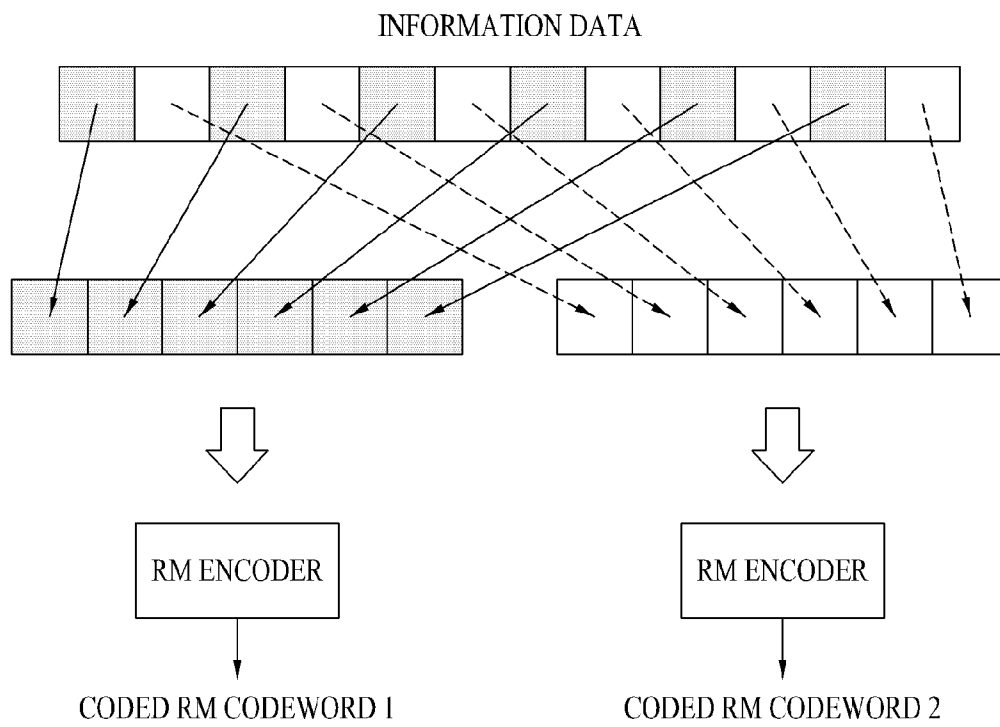 INFORMATION DATA
RM ENCODER
RM ENCODER
CODED RM CODEWORD 1
CODED RM CODEWORD 2